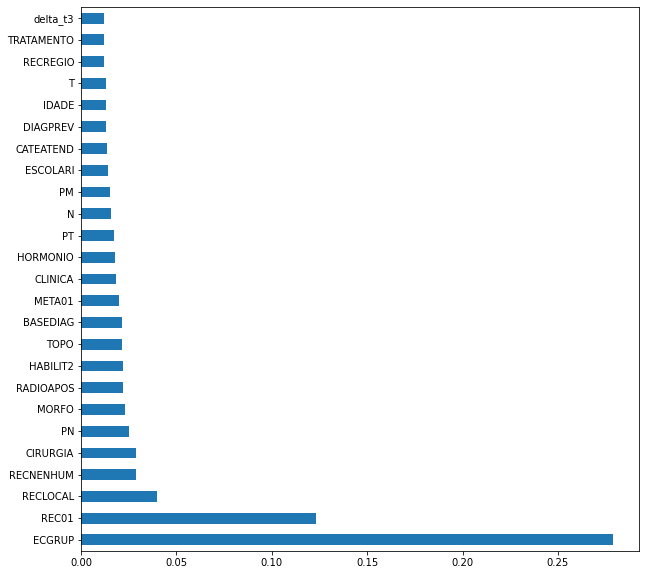 delta_t3
TRATAMENTO
RECREGIO
T
IDADE
DIAGPREV
CATEATEND
ESCOLARI
PM
N
PT
HORMONIO
CLINICA
META01
BASEDIAG
TOPO
HABILIT2
RADIOAPOS
MORFO
PN
CIRURGIA
RECNENHUM
RECLOCAL
REC01
ECGRUP
0.00 0.05 0.10 0.15 0.20 0.25